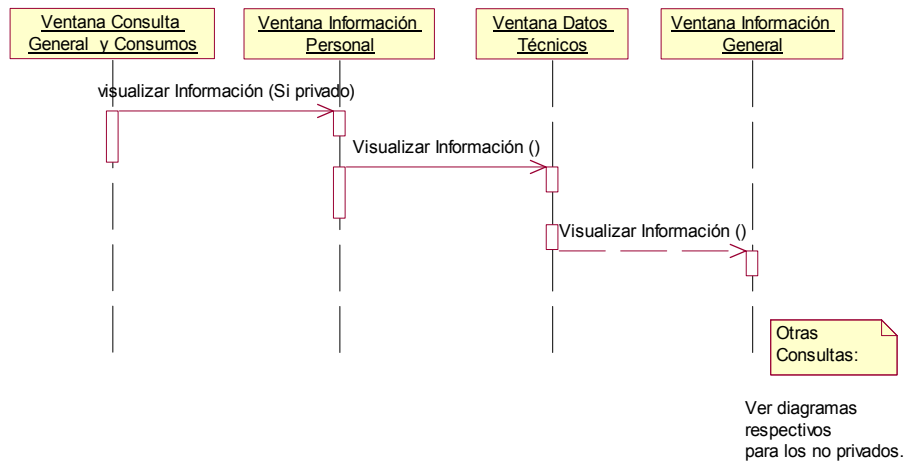 Ventana Consulta
General y Consumos
Ventana Información
Personal
Ventana Datos
Técnicos
Ventana Información
General
visualizar Información (Si privado)
Visualizar Información ()
Visualizar Información ()
Otras
Consultas:
Ver diagramas
respectivos
para los no privados.